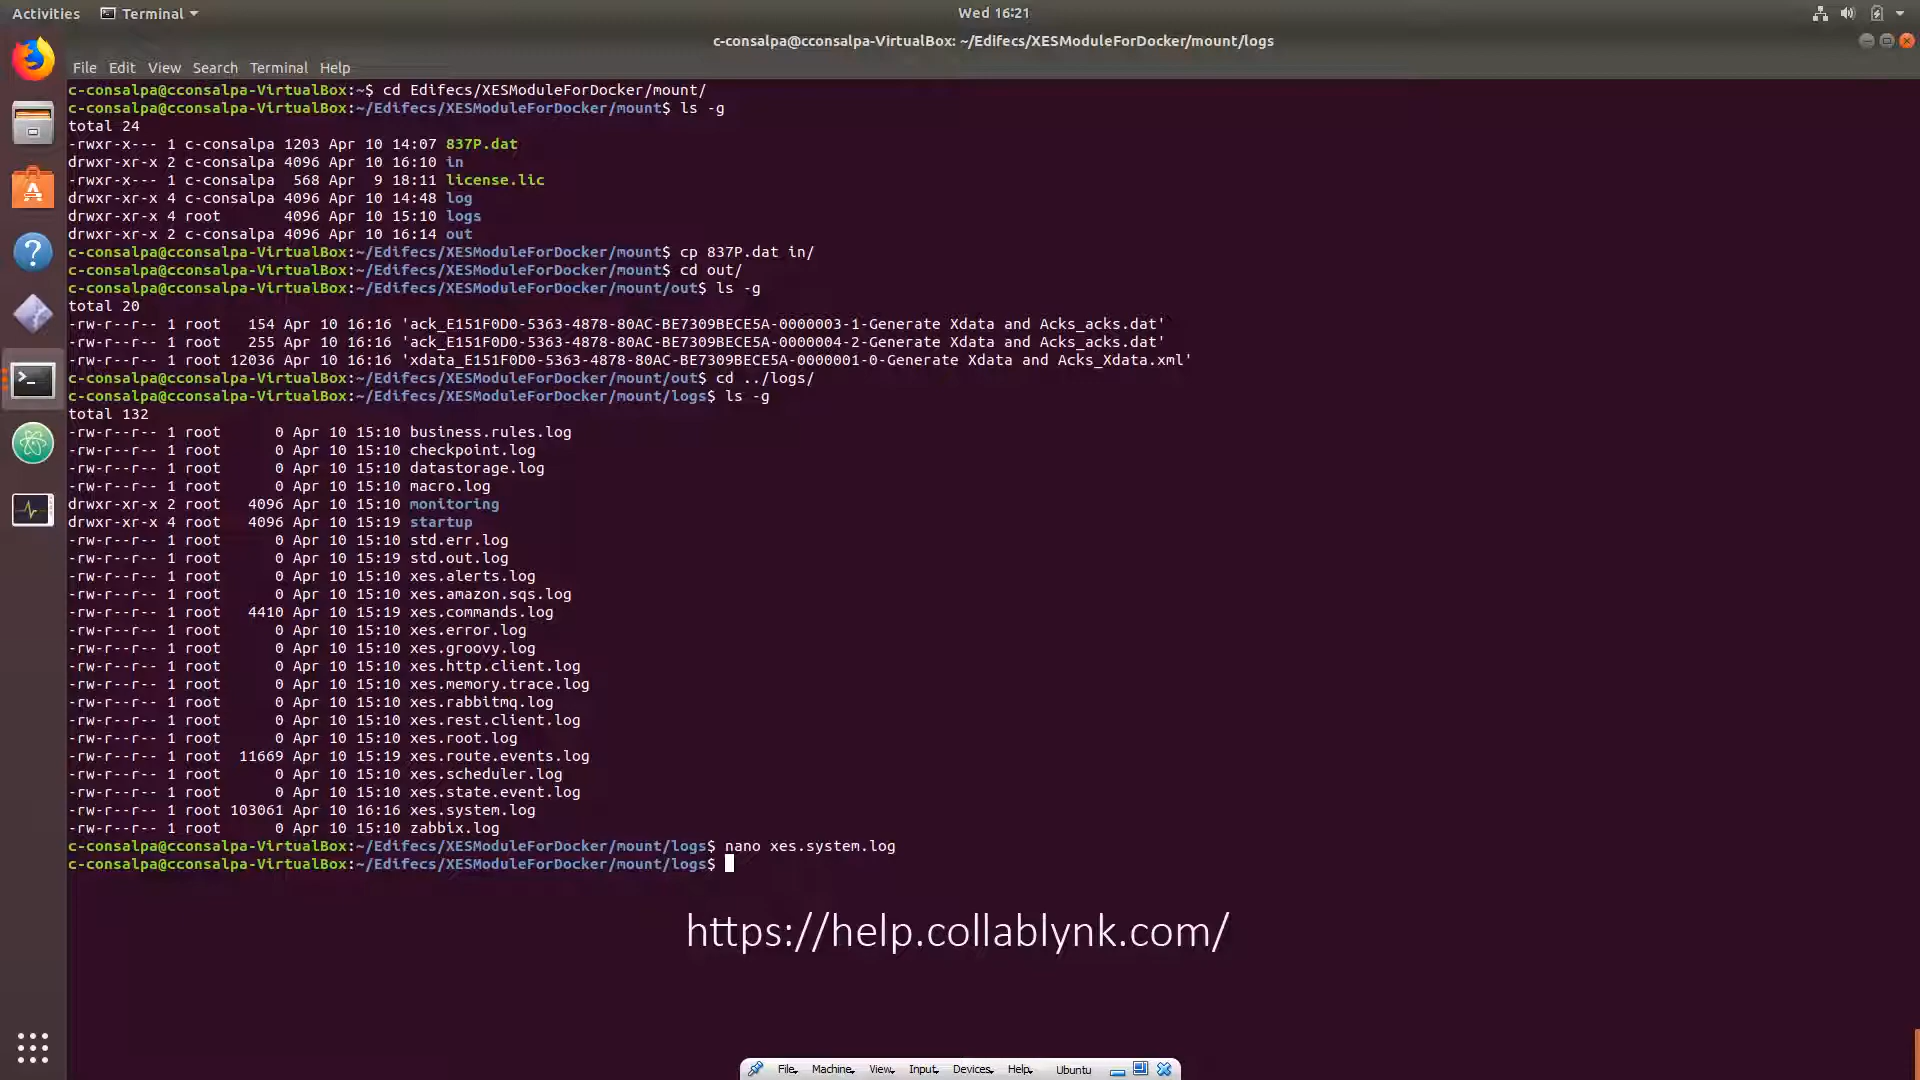 Activities Terminal Wed 16:21
c-consalpa@cconsalpa-VirtualBox: ~/Edifecs/XESModuleForDocker/mount/logs
File Edit View Search Terminal Help
c-consalpa@cconsalpa-VirtualBox:~$ cd Edifecs/XESModuleForDocker/mount/
c-consalpa@cconsalpa-VirtualBox:~/Edifecs/XESModuleForDocker/mount$ ls -g
total 24
-rwxr-x--- 1 c-consalpa 1203 Apr 10 14:07 837P.dat
drwxr-xr-x 2 c-consalpa 4096 Apr 10 16:10 in
-rwxr-x--- 1 c-consalpa  568 Apr  9 18:11 license.lic
drwxr-xr-x 4 c-consalpa 4096 Apr 10 14:48 log
drwxr-xr-x 4 root       4096 Apr 10 15:10 logs
drwxr-xr-x 2 c-consalpa 4096 Apr 10 16:14 out
c-consalpa@cconsalpa-VirtualBox:~/Edifecs/XESModuleForDocker/mount$ cp 837P.dat in/
c-consalpa@cconsalpa-VirtualBox:~/Edifecs/XESModuleForDocker/mount$ cd out/
c-consalpa@cconsalpa-VirtualBox:~/Edifecs/XESModuleForDocker/mount/out$ ls -g
total 20
-rw-r--r-- 1 root   154 Apr 10 16:16 'ack_E151F0D0-5363-4878-80AC-BE7309BECE5A-0000003-1-Generate Xdata and Acks_acks.dat'
-rw-r--r-- 1 root   255 Apr 10 16:16 'ack_E151F0D0-5363-4878-80AC-BE7309BECE5A-0000004-2-Generate Xdata and Acks_acks.dat'
-rw-r--r-- 1 root 12036 Apr 10 16:16 'xdata_E151F0D0-5363-4878-80AC-BE7309BECE5A-0000001-0-Generate Xdata and Acks_Xdata.xml'
c-consalpa@cconsalpa-VirtualBox:~/Edifecs/XESModuleForDocker/mount/out$ cd ../logs/
c-consalpa@cconsalpa-VirtualBox:~/Edifecs/XESModuleForDocker/mount/logs$ ls -g
total 132
-rw-r--r-- 1 root      0 Apr 10 15:10 business.rules.log
-rw-r--r-- 1 root      0 Apr 10 15:10 checkpoint.log
-rw-r--r-- 1 root      0 Apr 10 15:10 datastorage.log
-rw-r--r-- 1 root      0 Apr 10 15:10 macro.log
drwxr-xr-x 2 root   4096 Apr 10 15:10 monitoring
drwxr-xr-x 4 root   4096 Apr 10 15:19 startup
-rw-r--r-- 1 root      0 Apr 10 15:10 std.err.log
-rw-r--r-- 1 root      0 Apr 10 15:19 std.out.log
-rw-r--r-- 1 root      0 Apr 10 15:10 xes.alerts.log
-rw-r--r-- 1 root      0 Apr 10 15:10 xes.amazon.sqs.log
-rw-r--r-- 1 root   4410 Apr 10 15:19 xes.commands.log
-rw-r--r-- 1 root      0 Apr 10 15:10 xes.error.log
-rw-r--r-- 1 root      0 Apr 10 15:10 xes.groovy.log
-rw-r--r-- 1 root      0 Apr 10 15:10 xes.http.client.log
-rw-r--r-- 1 root      0 Apr 10 15:10 xes.memory.trace.log
-rw-r--r-- 1 root      0 Apr 10 15:10 xes.rabbitmq.log
-rw-r--r-- 1 root      0 Apr 10 15:10 xes.rest.client.log
-rw-r--r-- 1 root      0 Apr 10 15:10 xes.root.log
-rw-r--r-- 1 root  11669 Apr 10 15:19 xes.route.events.log
-rw-r--r-- 1 root      0 Apr 10 15:10 xes.scheduler.log
-rw-r--r-- 1 root      0 Apr 10 15:10 xes.state.event.log
-rw-r--r-- 1 root 103061 Apr 10 16:16 xes.system.log
-rw-r--r-- 1 root      0 Apr 10 15:10 zabbix.log
c-consalpa@cconsalpa-VirtualBox:~/Edifecs/XESModuleForDocker/mount/logs$ nano xes.system.log
c-consalpa@cconsalpa-VirtualBox:~/Edifecs/XESModuleForDocker/mount/logs$
https://help.collablynk.com/
File Machine View Input Devices Help Ubuntu